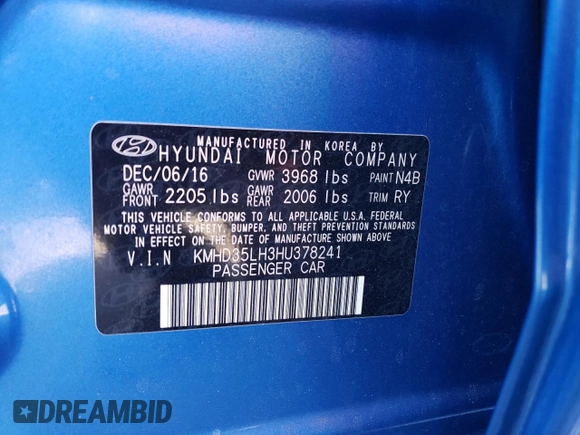 MANUFACTURED IN KOREA BY
HYUNDAI MOTOR COMPANY
DEC/06/16 GVWR 3968 lbs PAINT N4B
GAWR FRONT 2205 lbs GAWR REAR 2006 lbs TRIM RY
THIS VEHICLE CONFORMS TO ALL APPLICABLE U.S.A. FEDERAL
MOTOR VEHICLE SAFETY, BUMPER, AND THEFT PREVENTION STANDARDS
IN EFFECT ON THE DATE OF MANUFACTURE SHOWN ABOVE.
V.I.N KMHD35LH3HU378241
PASSENGER CAR
DREAMBID